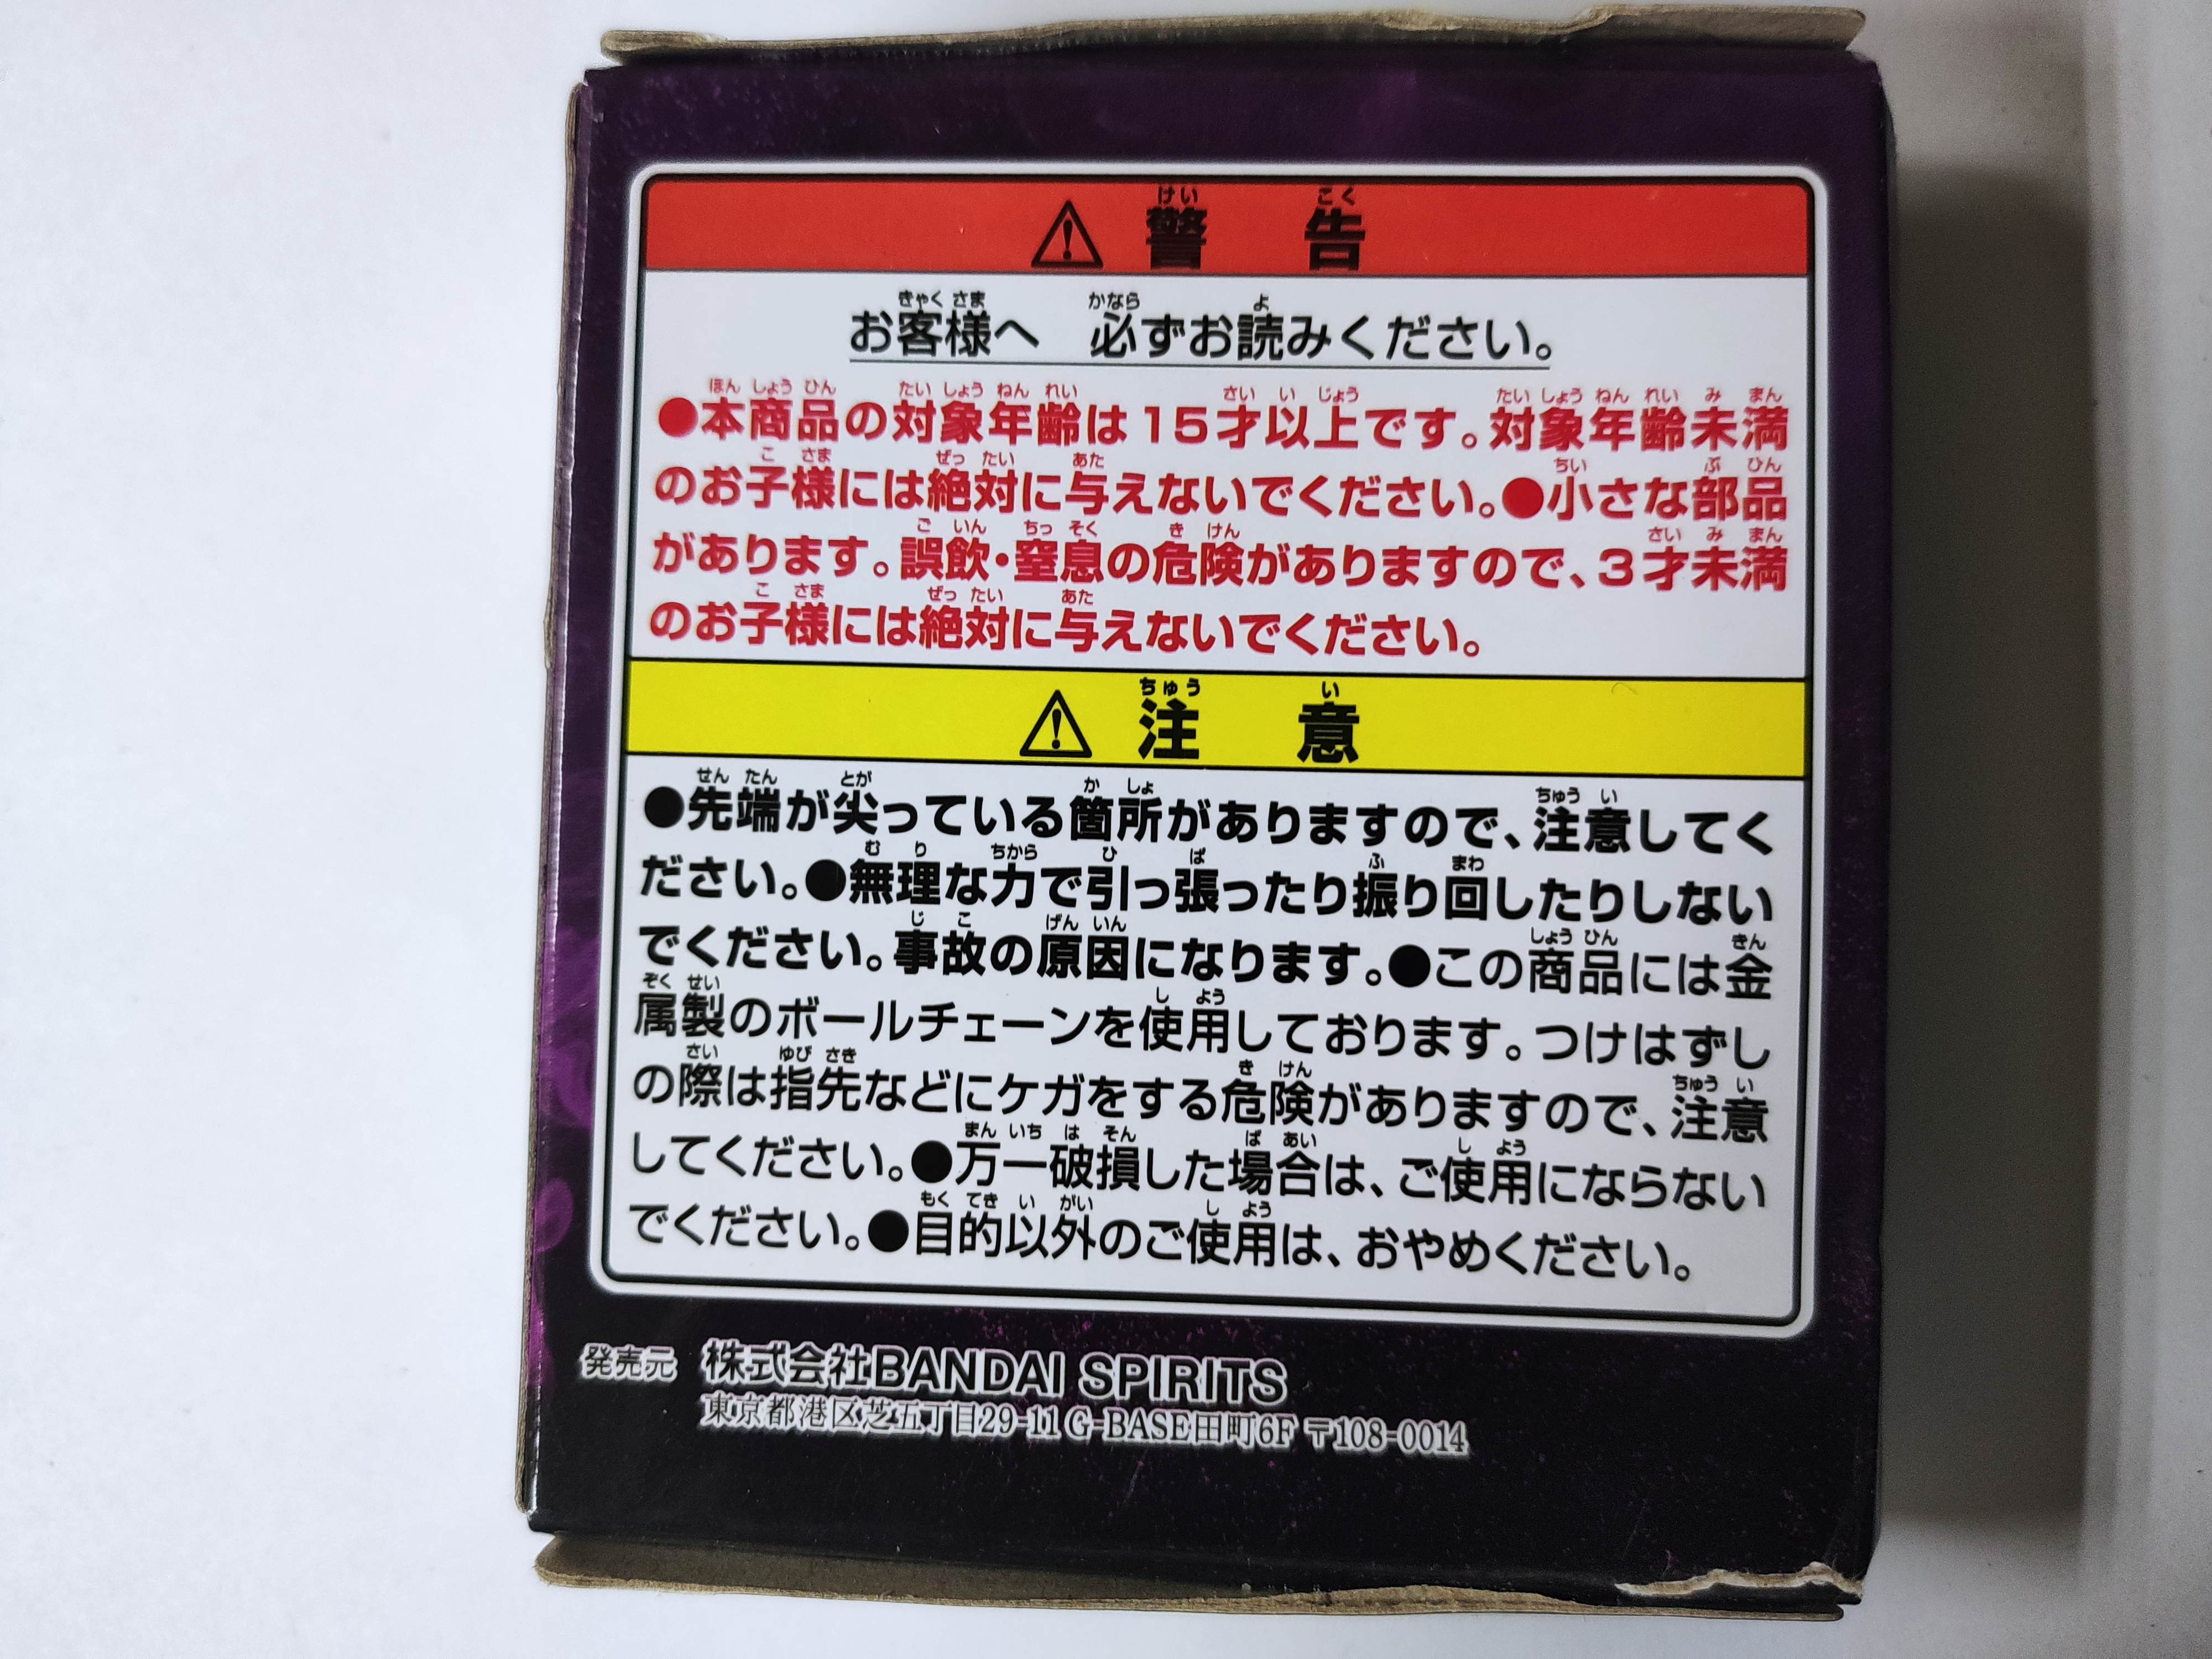 ⚠ 警告
お客様へ 必ずお読みください。
●本商品の対象年齢は15才以上です。対象年齢未満
のお子様には絶対に与えないでください。●小さな部品
があります。誤飲・窒息の危険がありますので、3才未満
のお子様には絶対に与えないでください。
⚠ 注意
●先端が尖っている箇所がありますので、注意してく
ださい。●無理な力で引っ張ったり振り回したりしない
でください。事故の原因になります。●この商品には金
属製のボールチェーンを使用しております。つけはずし
の際は指先などにケガをする危険がありますので、注意
してください。●万一破損した場合は、ご使用にならない
でください。●目的以外のご使用は、おやめください。
発売元 株式会社BANDAI SPIRITS
東京都港区芝五丁目29-11 G-BASE田町6F 〒108-0014